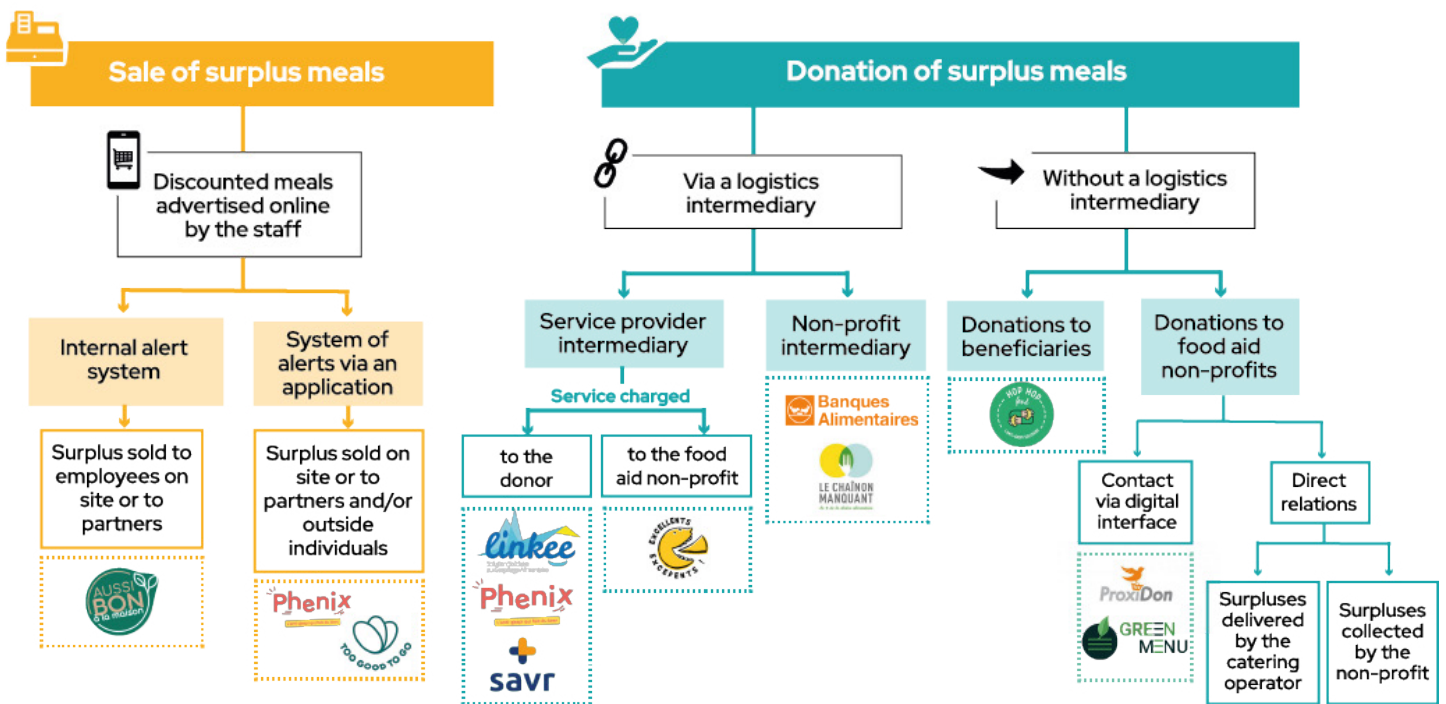 Sale of surplus meals
Discounted meals
advertised online
by the staff
Internal alert
system
Surplus sold to
employees on
site or to
partners
AUSSI
BON
à la maison
System of
alerts via an
application
Surplus sold on
site or to
partners and/or
outside
individuals
Phenix
TOO GOOD TO GO
Donation of surplus meals
Via a logistics
intermediary
Service provider
intermediary
Service charged
to the
donor
linkee
Phenix
savr
to the food
aid non-profit
EXCELLENTS
EXCÉDENTS !
Non-profit
intermediary
Banques
Alimentaires
LE CHAÎNON
MANQUANT
Without a logistics
intermediary
Donations to
beneficiaries
HOP HOP
food
Donations to
food aid
non-profits
Contact
via digital
interface
ProxiDon
GREEN
MENU
Direct
relations
Surpluses
delivered
by the
catering
operator
Surpluses
collected
by the
non-profit